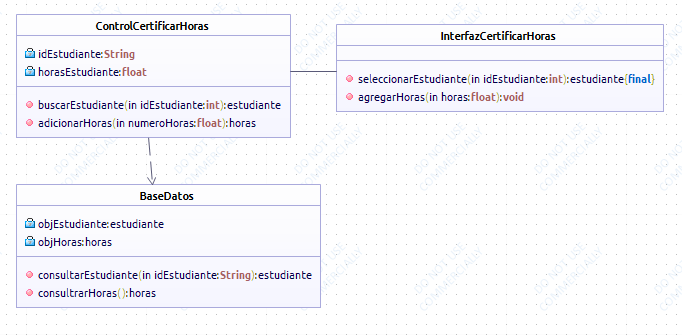 ControlCertificarHoras
idEstudiante:String
horasEstudiante:float
buscarEstudiante(in idEstudiante:int):estudiante
adicionarHoras(in numeroHoras:float):horas
InterfazCertificarHoras
seleccionarEstudiante(in idEstudiante:int):estudiante{final}
agregarHoras(in horas:float):void
BaseDatos
objEstudiante:estudiante
objHoras:horas
consultarEstudiante(in idEstudiante:String):estudiante
consultrarHoras():horas